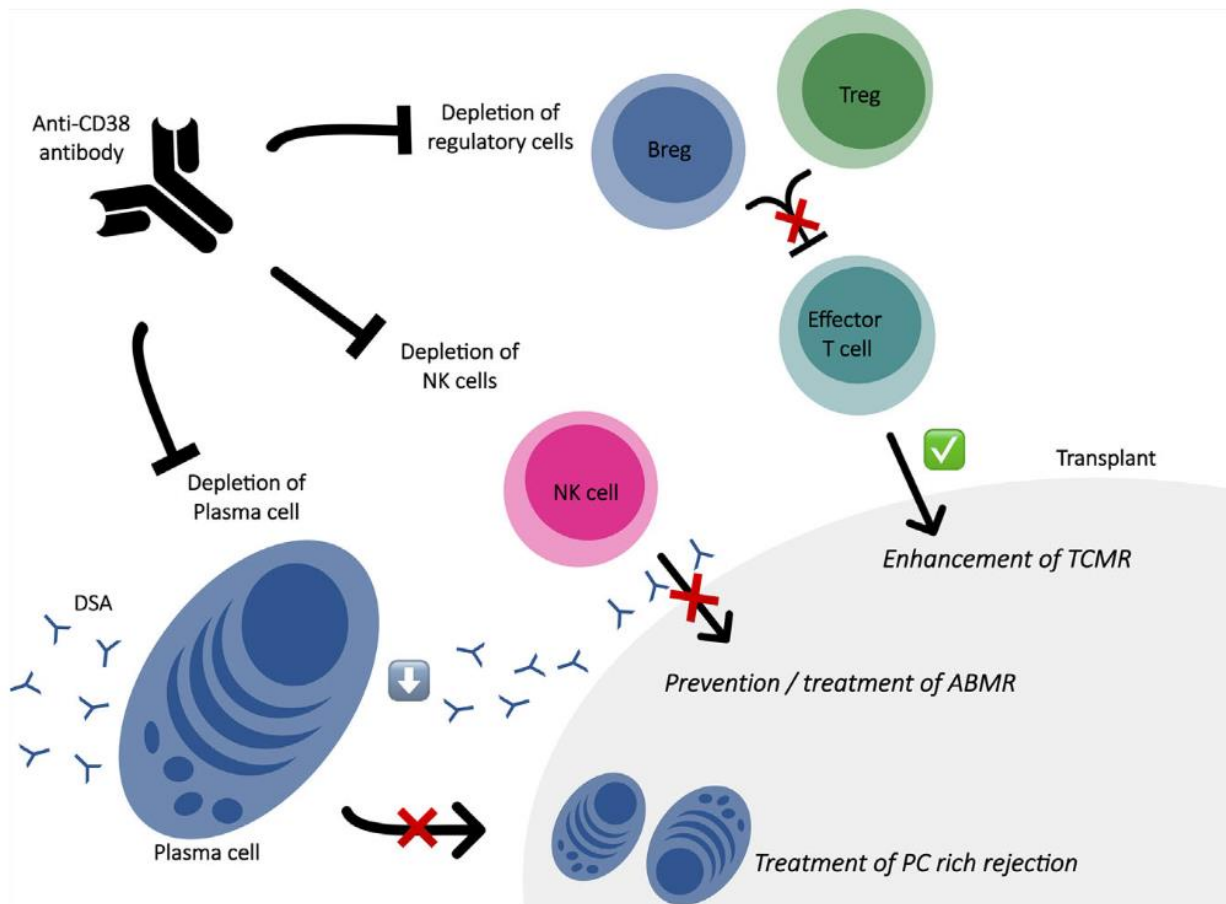 Anti-CD38
antibody
Depletion of
regulatory cells
Breg
Treg
Effector
T cell
Depletion of
NK cells
NK cell
Transplant
Enhancement of TCMR
Depletion of
Plasma cell
DSA
Prevention / treatment of ABMR
Plasma cell
Treatment of PC rich rejection